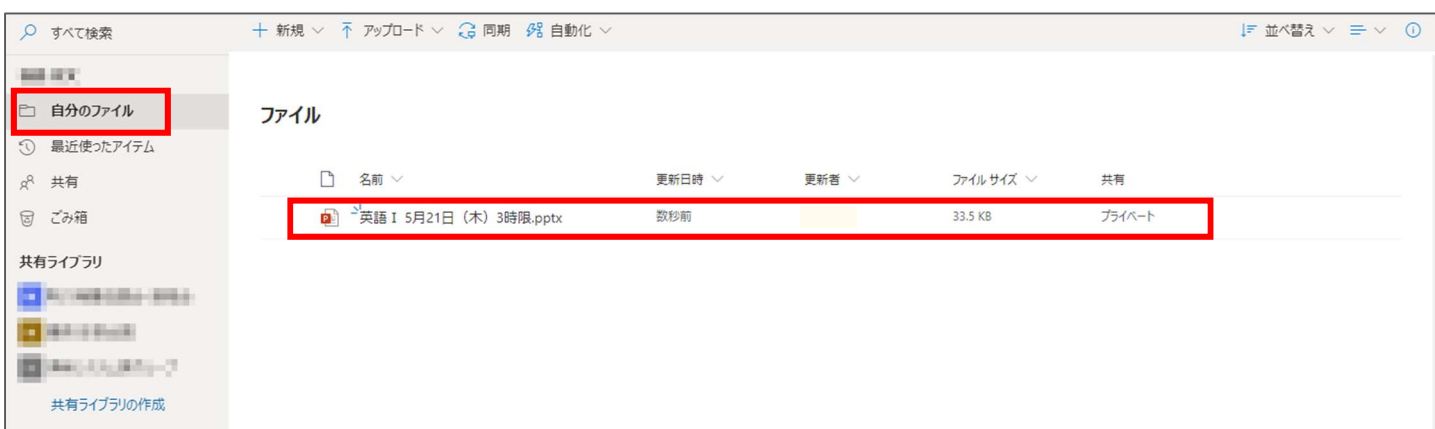 すべて検索
＋ 新規 アップロード 同期 自動化 並べ替え
自分のファイル
最近使ったアイテム
共有
ごみ箱
共有ライブラリ
共有ライブラリの作成
ファイル
名前 更新日時 更新者 ファイル サイズ 共有
英語Ⅰ 5月21日（木）3時限.pptx 数秒前 33.5 KB プライベート